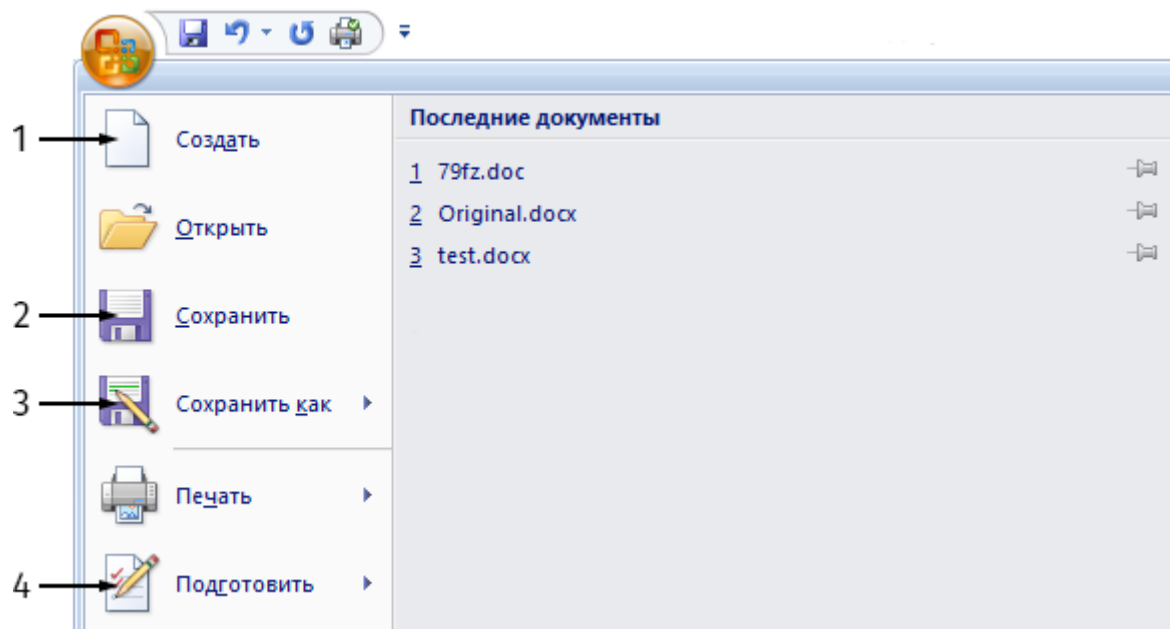 Последние документы
1 Создать
1 79fz.doc
2 Original.docx
Открыть
3 test.docx
2 Сохранить
3 Сохранить как
Печать
4 Подготовить